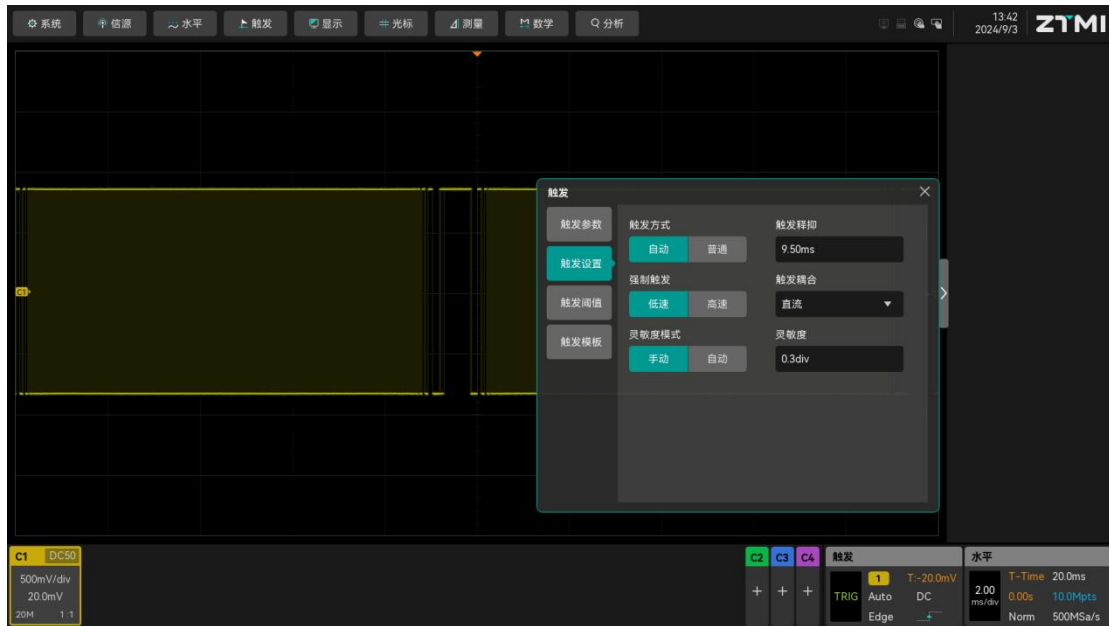 系统 信源 水平 触发 显示 光标 测量 数学 分析 13:42 2024/9/3 ZTMI
触发
触发参数
触发设置
触发阈值
触发模板
触发方式 触发释抑
自动 普通 9.50ms
强制触发 触发耦合
低速 高速 直流
灵敏度模式 灵敏度
手动 自动 0.3div
C1
C1 DC50
500mV/div
20.0mV
20M 1:1
C2 C3 C4
+ + +
触发
TRIG
1 T:-20.0mV
Auto DC
Edge
水平
2.00 ms/div
T-Time 20.0ms
0.00s 10.0Mpts
Norm 500MSa/s